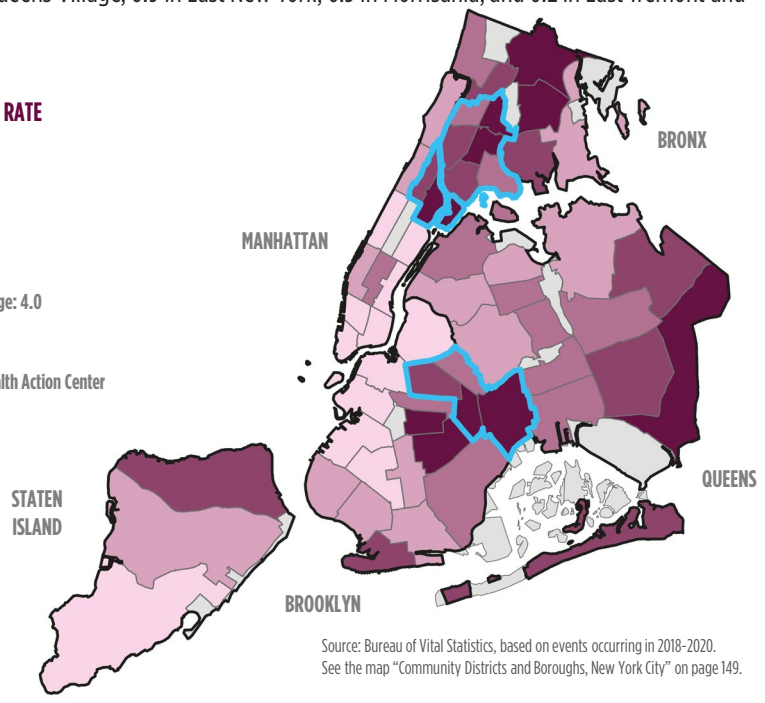 Queens Village, 6.9 in East New York, 6.5 in Morrisania, and 6.2 in East Tremont and
RATE
BRONX
MANHATTAN
ge: 4.0
alth Action Center
QUEENS
STATEN
ISLAND
BROOKLYN
Source: Bureau of Vital Statistics, based on events occurring in 2018-2020.
See the map “Community Districts and Boroughs, New York City” on page 149.